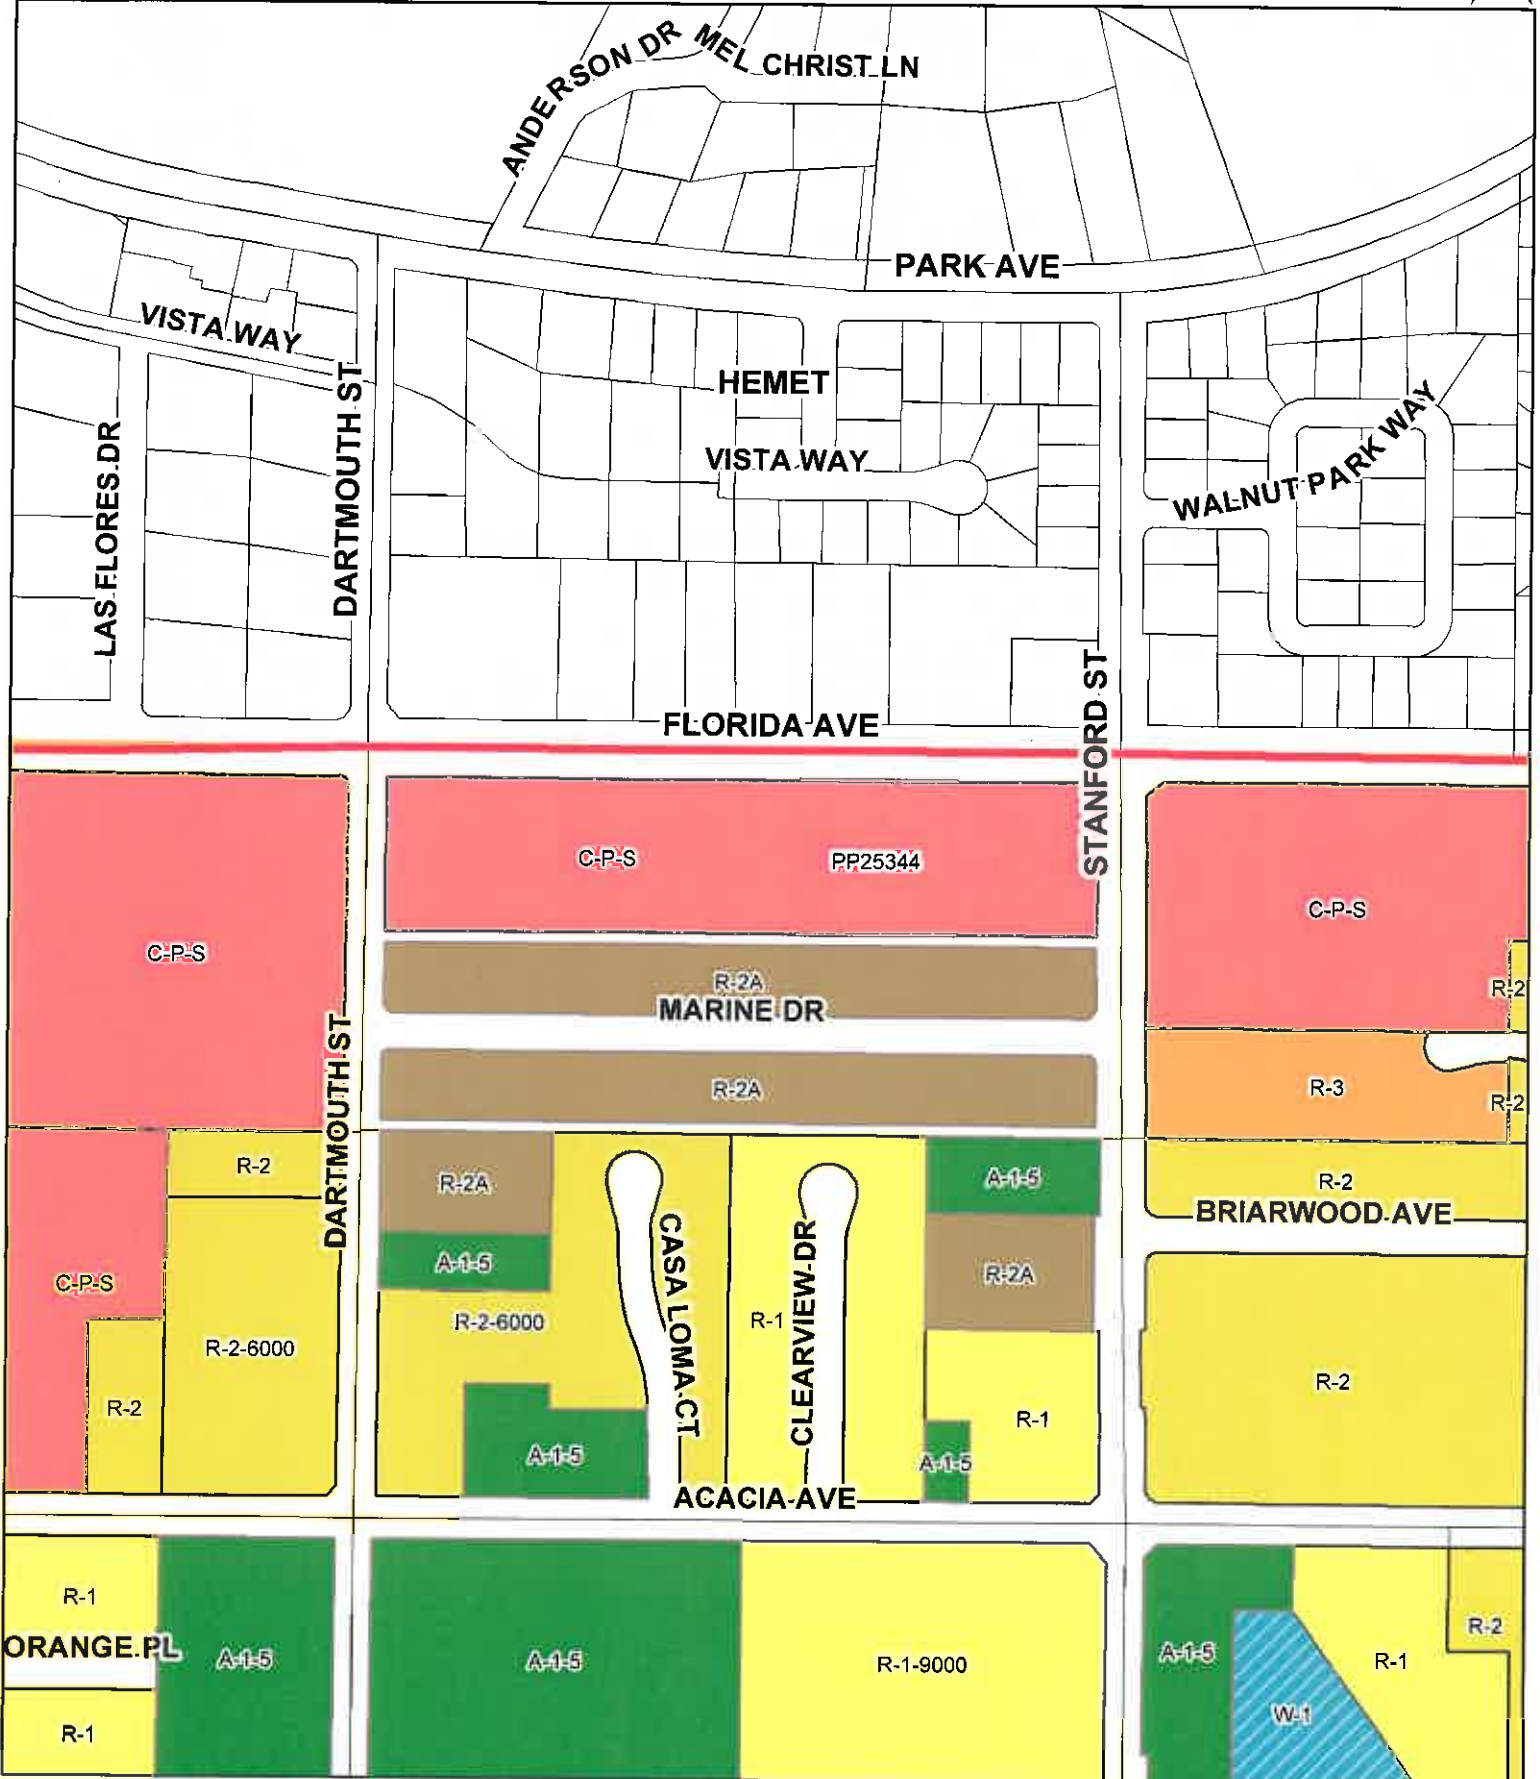 ANDERSON DR
MEL CHRIST LN
PARK AVE
VISTA WAY
HEMET
DARTMOUTH ST
LAS FLORES DR
VISTA WAY
WALNUT PARK WAY
FLORIDA AVE
STANFORD ST
C-P-S
PP25344
C-P-S
C-P-S
R-2A
R-2
MARINE DR
R-2A
R-3
R-2
DARTMOUTH ST
R-2
R-2A
A-1-5
R-2
BRIARWOOD AVE
A-1-5
R-2A
C-P-S
CASA LOMA CT
CLEARVIEW DR
R-2-6000
R-1
R-2-6000
R-2
R-2
R-1
A-1-5
A-1-5
ACACIA AVE
R-1
ORANGE PL
A-1-5
A-1-5
R-1-9000
A-1-5
R-1
R-2
W-1
R-1